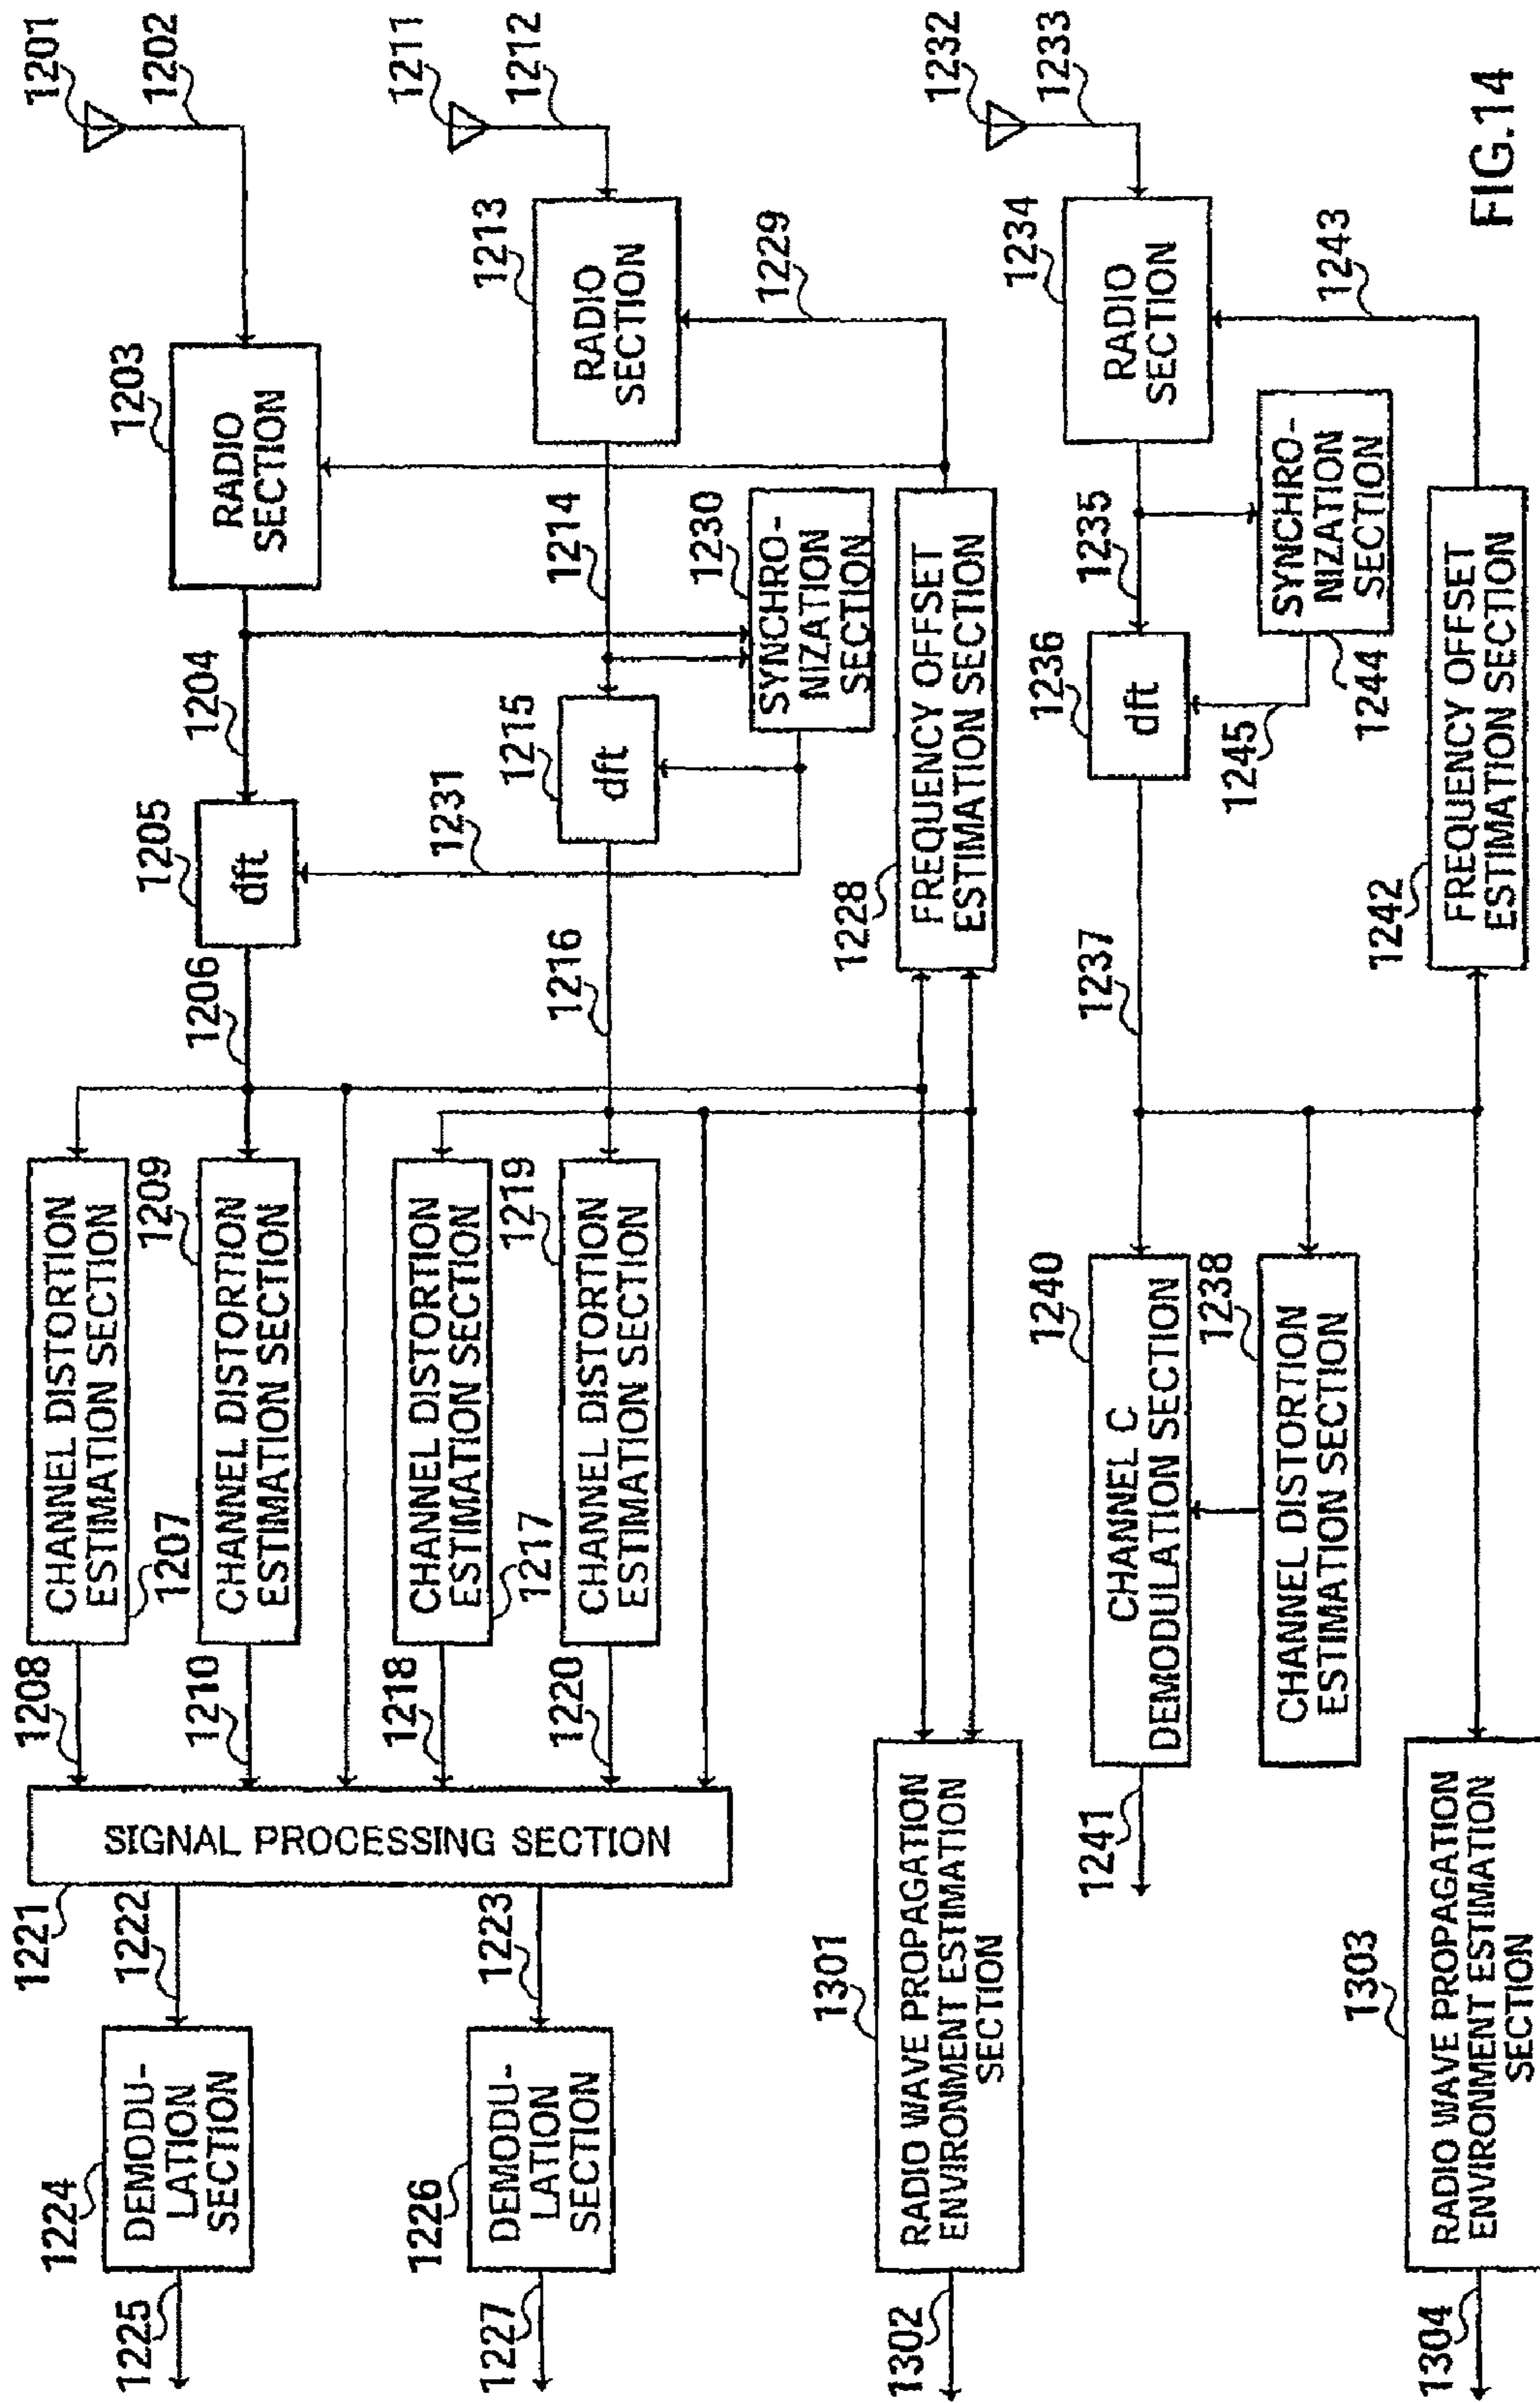 1201
1202
1203
RADIO
SECTION
1204
1205
dft
1206
CHANNEL DISTORTION
ESTIMATION SECTION
1207
1208
1209
CHANNEL DISTORTION
ESTIMATION SECTION
1210
1211
1212
1213
RADIO
SECTION
1214
1215
dft
1216
CHANNEL DISTORTION
ESTIMATION SECTION
1217
1218
1219
CHANNEL DISTORTION
ESTIMATION SECTION
1220
SIGNAL PROCESSING SECTION
1221
1222
1223
1224
DEMODU-
LATION
SECTION
1225
1226
DEMODU-
LATION
SECTION
1227
1228
FREQUENCY OFFSET
ESTIMATION SECTION
1229
1230
SYNCHRO-
NIZATION
SECTION
1231
1301
RADIO WAVE PROPAGATION
ENVIRONMENT ESTIMATION
SECTION
1302
1232
1233
1234
RADIO
SECTION
1235
1236
dft
1237
1238
CHANNEL DISTORTION
ESTIMATION SECTION
1240
CHANNEL C
DEMODULATION SECTION
1241
1242
FREQUENCY OFFSET
ESTIMATION SECTION
1243
SYNCHRO-
NIZATION
SECTION
1244
1245
1303
RADIO WAVE PROPAGATION
ENVIRONMENT ESTIMATION
SECTION
1304
FIG.14